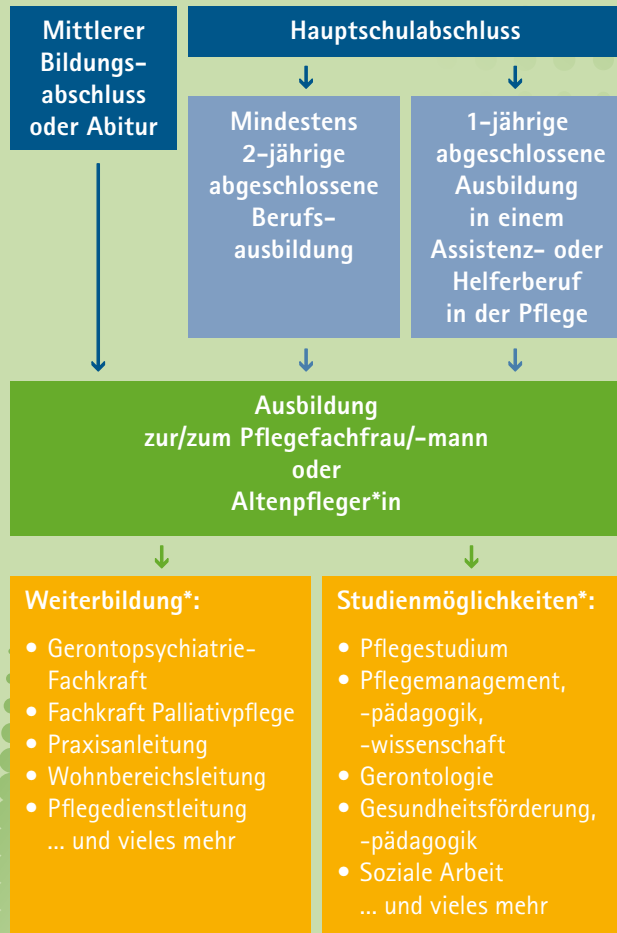 Mittlerer
Bildungs-
abschluss
oder Abitur
Hauptschulabschluss
Mindestens
2-jährige
abgeschlossene
Berufs-
ausbildung
1-jährige
abgeschlossene
Ausbildung
in einem
Assistenz- oder
Helferberuf
in der Pflege
Ausbildung
zur/zum Pflegefachfrau/-mann
oder
Altenpfleger*in
Weiterbildung*:
• Gerontopsychiatrie-
Fachkraft
• Fachkraft Palliativpflege
• Praxisanleitung
• Wohnbereichsleitung
• Pflegedienstleitung
... und vieles mehr
Studienmöglichkeiten*:
• Pflegestudium
• Pflegemanagement,
-pädagogik,
-wissenschaft
• Gerontologie
• Gesundheitsförderung,
-pädagogik
• Soziale Arbeit
... und vieles mehr